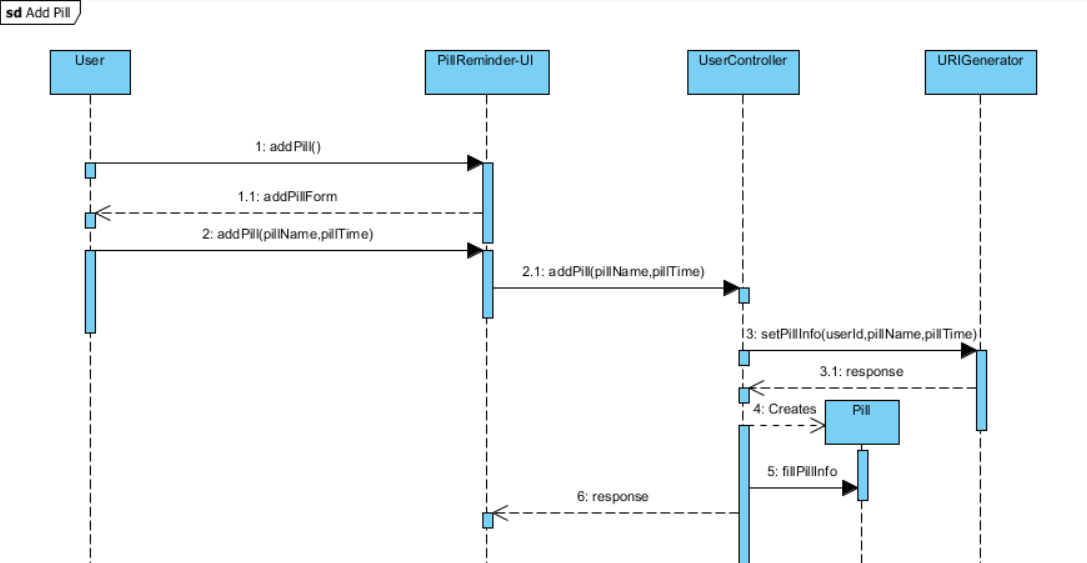 sd Add Pill
User
PillReminder-UI
UserController
URIGenerator
1: addPill()
1.1: addPillForm
2: addPill(pillName,pillTime)
2.1: addPill(pillName,pillTime)
3: setPillInfo(userId,pillName,pillTime)
3.1: response
4: Creates
Pill
5: fillPillInfo
6: response